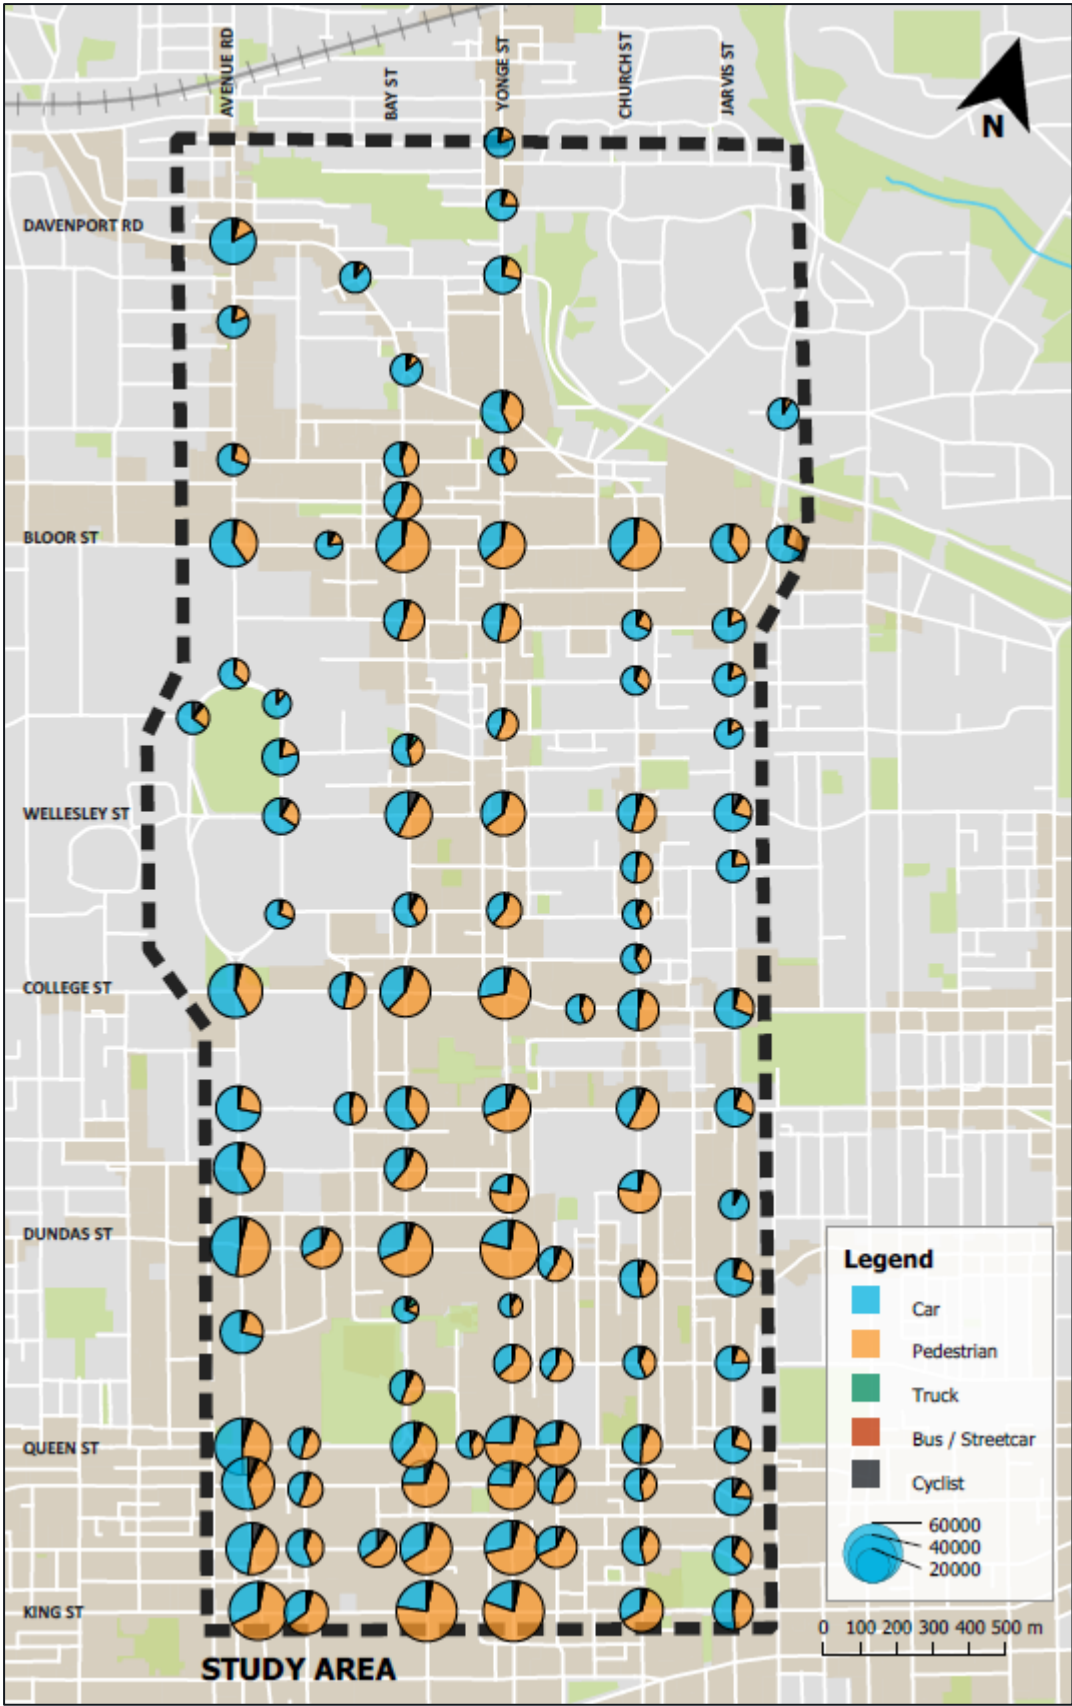 AVENUE RD
BAY ST
YONGE ST
CHURCH ST
JARVIS ST
N
DAVENPORT RD
BLOOR ST
WELLESLEY ST
COLLEGE ST
DUNDAS ST
QUEEN ST
KING ST
STUDY AREA
Legend
Car
Pedestrian
Truck
Bus / Streetcar
Cyclist
60000
40000
20000
0 100 200 300 400 500 m